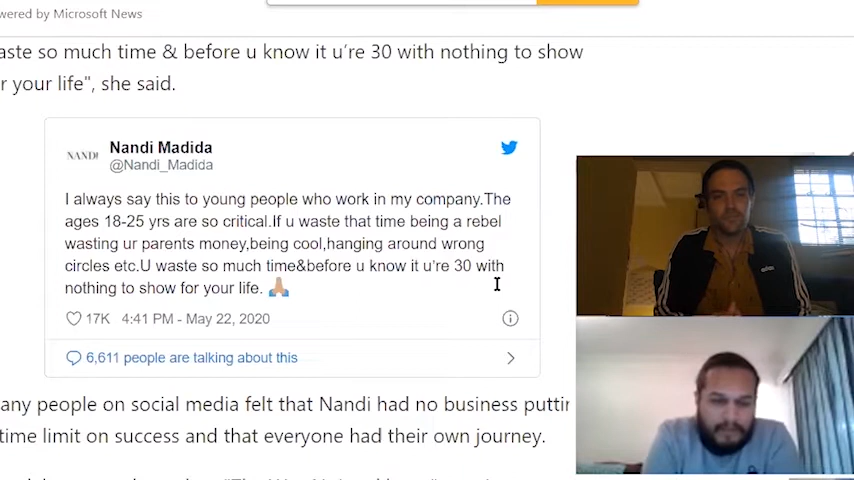 wered by Microsoft News
aste so much time & before u know it u're 30 with nothing to show
r your life", she said.
NANDI
Nandi Madida
@Nandi_Madida
I always say this to young people who work in my company.The
ages 18-25 yrs are so critical.If u waste that time being a rebel
wasting ur parents money,being cool,hanging around wrong
circles etc.U waste so much time&before u know it u're 30 with
nothing to show for your life. 🙏🏽
17K 4:41 PM - May 22, 2020
6,611 people are talking about this
any people on social media felt that Nandi had no business puttin
time limit on success and that everyone had their own journey.